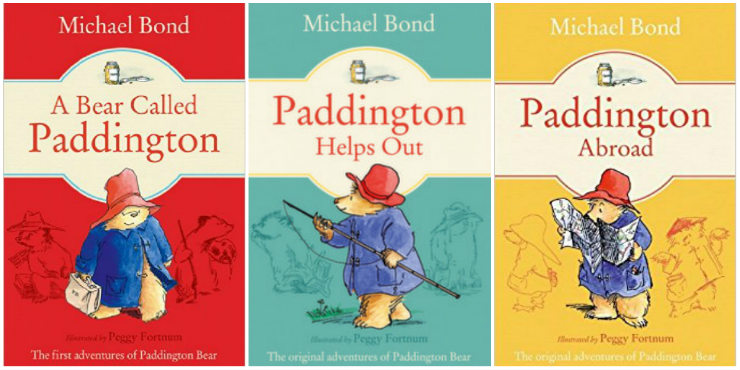 Michael Bond
A Bear Called
Paddington
Illustrated by Peggy Fortnum
The first adventures of Paddington Bear
Michael Bond
Paddington
Helps Out
Illustrated by Peggy Fortnum
The original adventures of Paddington Bear
Michael Bond
Paddington
Abroad
Illustrated by Peggy Fortnum
The original adventures of Paddington Bear